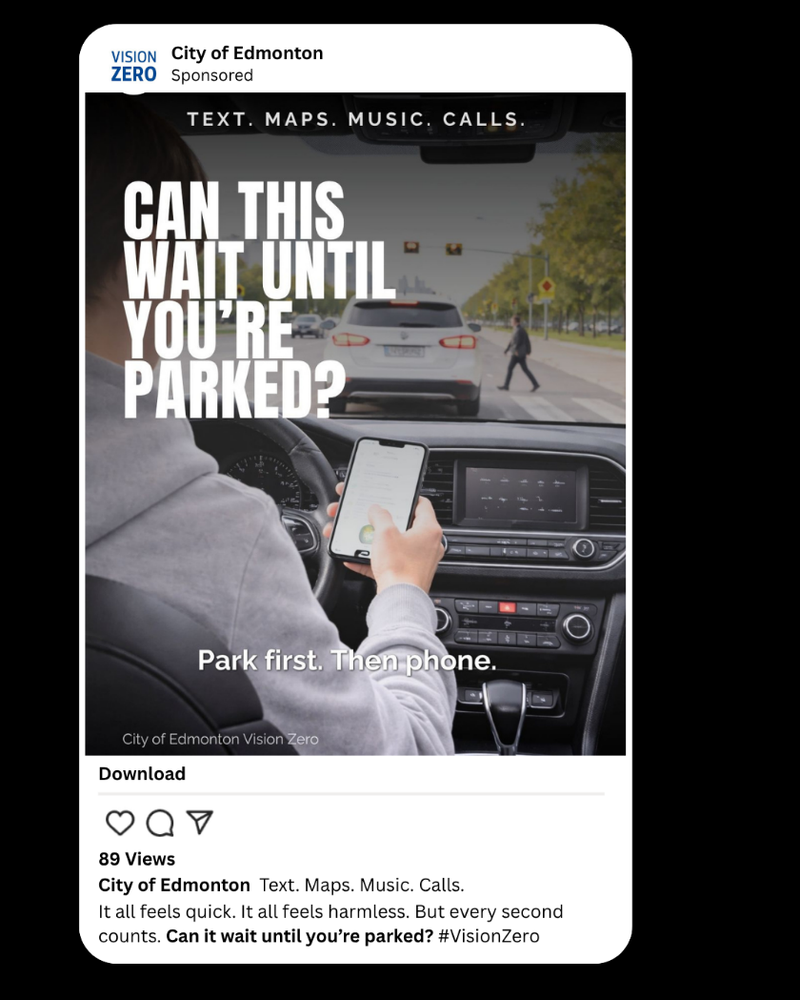 VISION
ZERO
City of Edmonton
Sponsored
TEXT. MAPS. MUSIC. CALLS.
CAN THIS
WAIT UNTIL
YOU’RE
PARKED?
Park first. Then phone.
City of Edmonton Vision Zero
Download
89 Views
City of Edmonton Text. Maps. Music. Calls.
It all feels quick. It all feels harmless. But every second
counts. Can it wait until you’re parked? #VisionZero